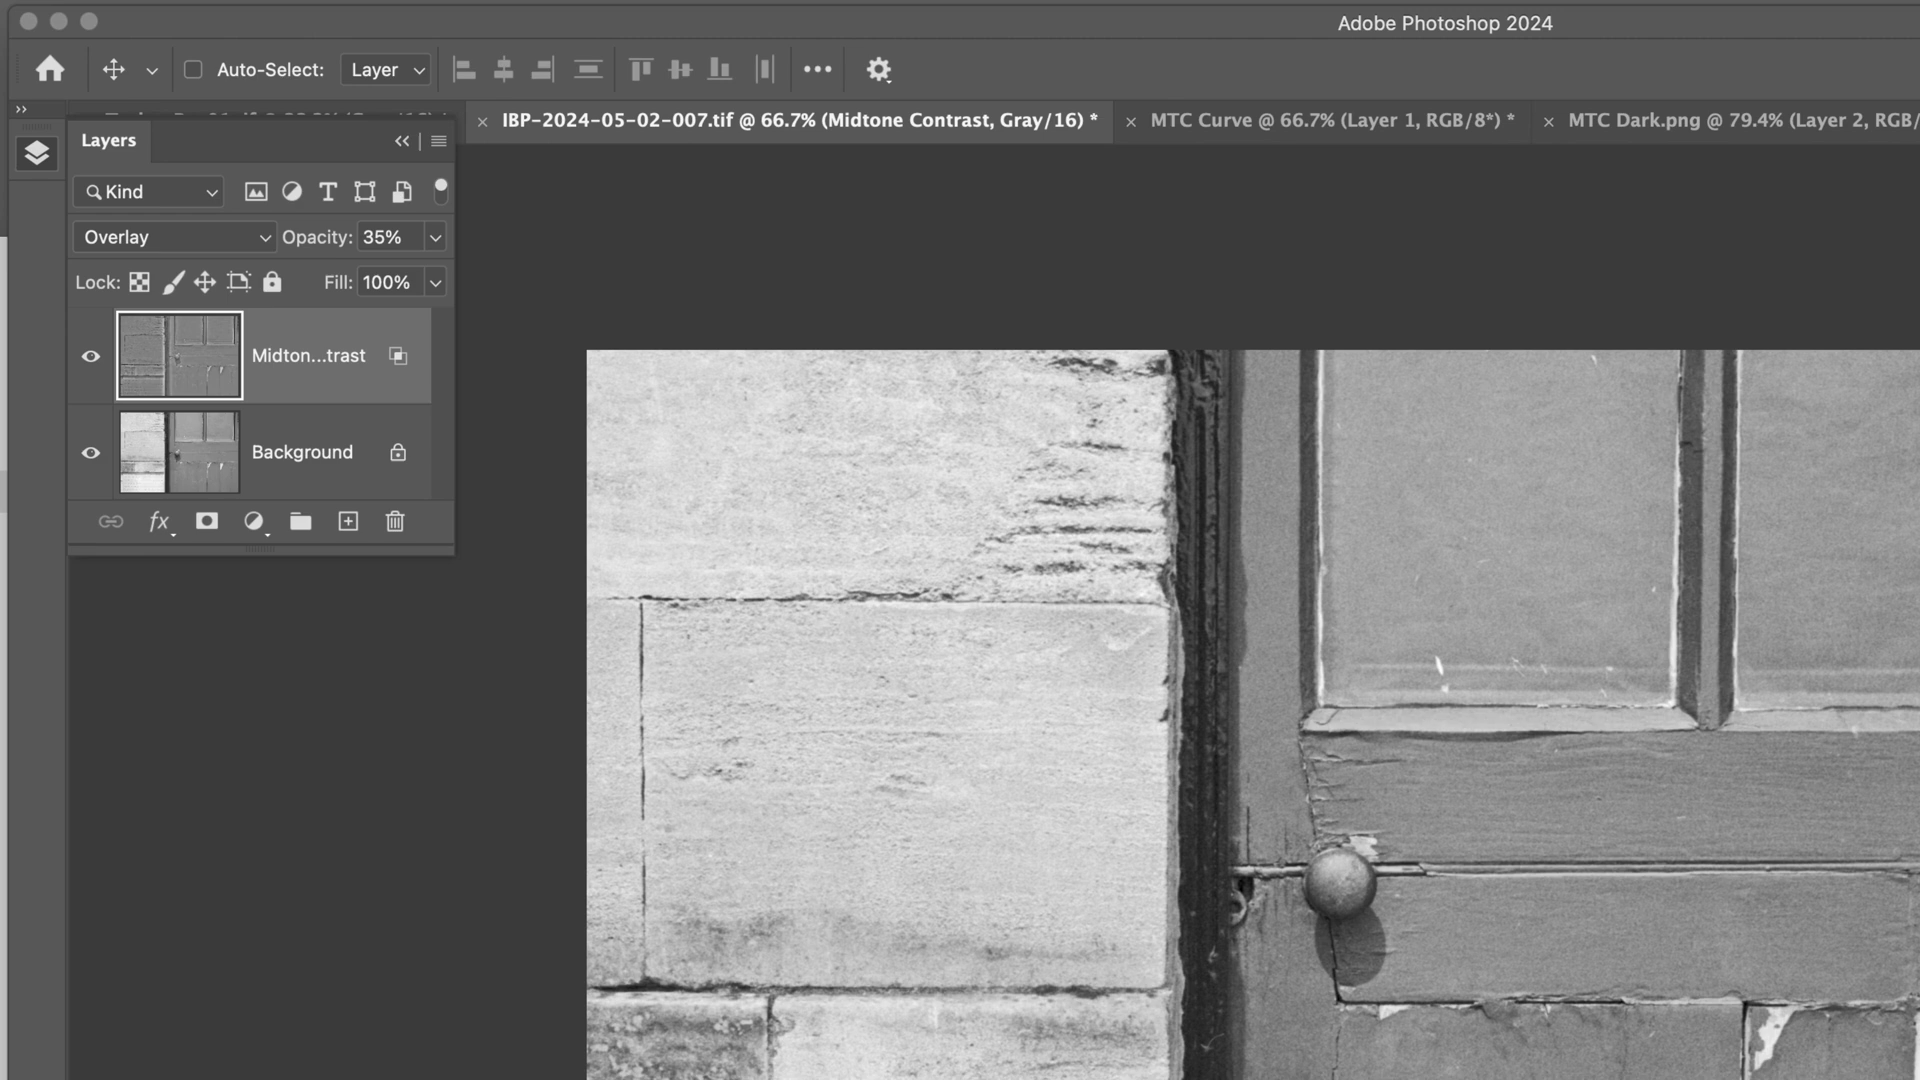 Adobe Photoshop 2024
Auto-Select: Layer
IBP-2024-05-02-007.tif @ 66.7% (Midtone Contrast, Gray/16) *
MTC Curve @ 66.7% (Layer 1, RGB/8*) *
MTC Dark.png @ 79.4% (Layer 2, RGB/
Layers
Kind
Overlay Opacity: 35%
Lock: Fill: 100%
Midton...trast
Background
fx